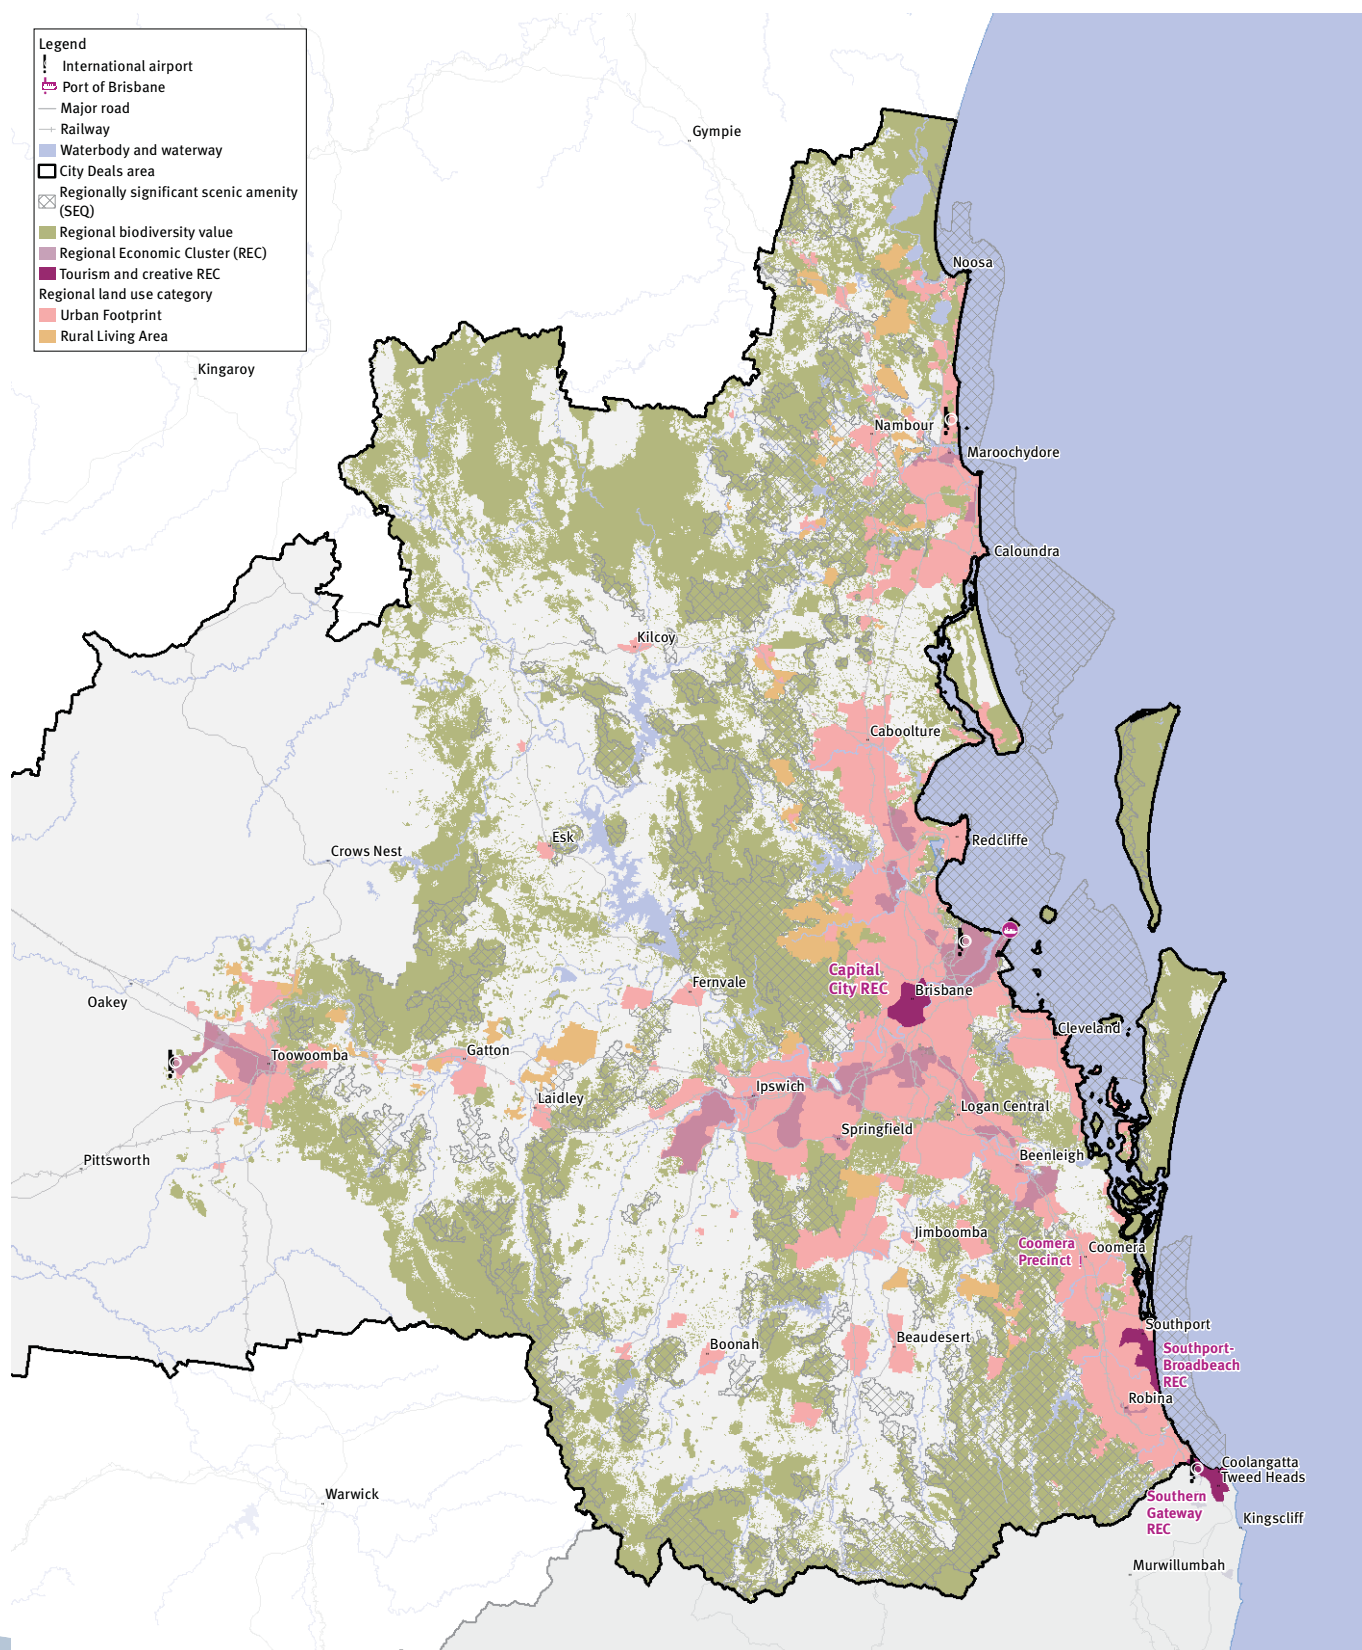 Legend
International airport
Port of Brisbane
Major road
Railway
Waterbody and waterway
City Deals area
Regionally significant scenic amenity
(SEQ)
Regional biodiversity value
Regional Economic Cluster (REC)
Tourism and creative REC
Regional land use category
Urban Footprint
Rural Living Area
Gympie
Noosa
Kingaroy
Nambour
Maroochydore
Caloundra
Kilcoy
Caboolture
Esk
Redcliffe
Crows Nest
Capital
City REC
Fernvale
Brisbane
Oakey
Cleveland
Toowoomba
Gatton
Ipswich
Laidley
Logan Central
Springfield
Pittsworth
Beenleigh
Jimboomba
Coomera
Precinct
Coomera
Southport
Boonah
Beaudesert
Southport-
Broadbeach
REC
Robina
Coolangatta
Tweed Heads
Warwick
Southern
Gateway
REC
Kingscliff
Murwillumbah